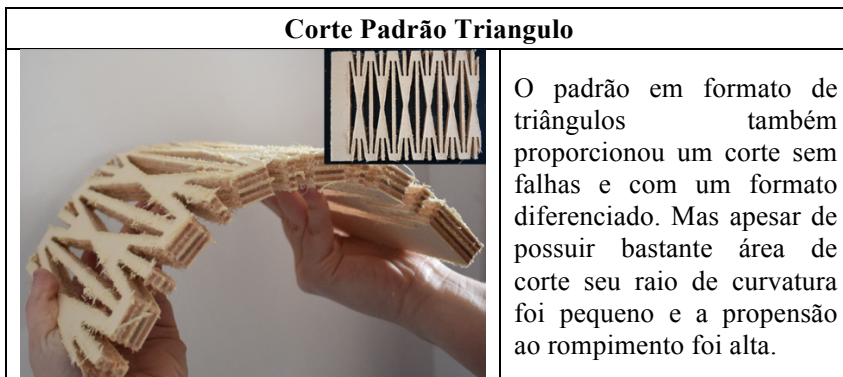 Corte Padrão Triangulo
O padrão em formato de
triângulos também
proporcionou um corte sem
falhas e com um formato
diferenciado. Mas apesar de
possuir bastante área de
corte seu raio de curvatura
foi pequeno e a propensão
ao rompimento foi alta.